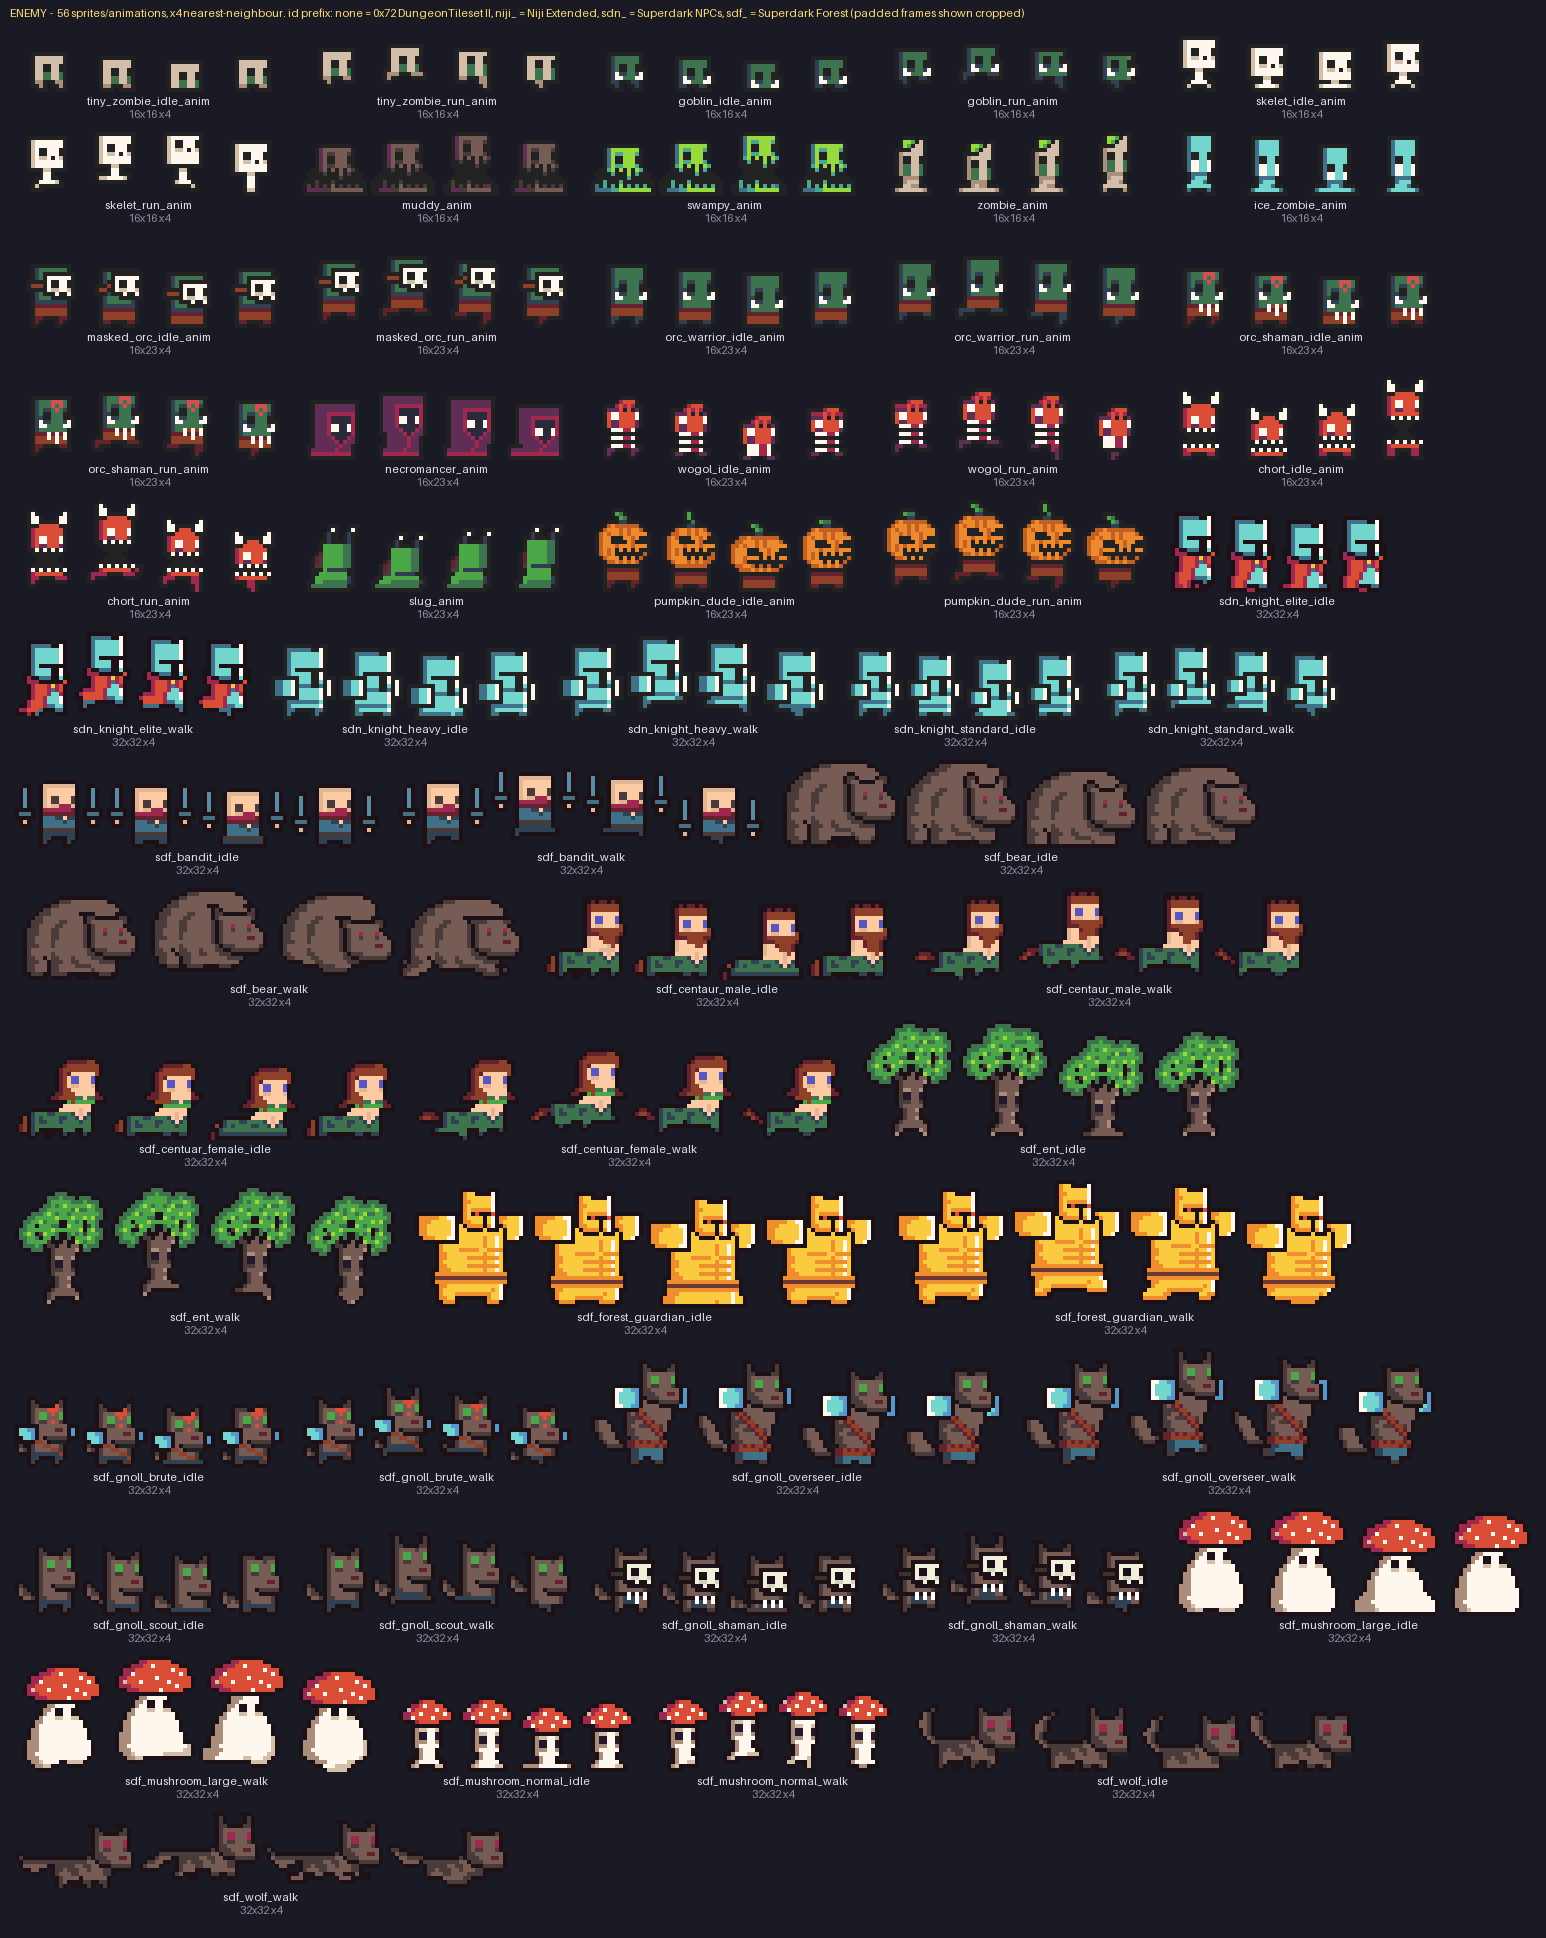 ENEMY - 56 sprites/animations, x4 nearest-neighbour. id prefix: none = 0x72 DungeonTileset II, niji_ = Niji Extended, sdn_ = Superdark NPCs, sdf_ = Superdark Forest (padded frames shown cropped)
tiny_zombie_idle_anim tiny_zombie_run_anim goblin_idle_anim goblin_run_anim skelet_idle_anim
16x16x4 16x16x4 16x16x4 16x16x4 16x16x4
skelet_run_anim muddy_anim swampy_anim zombie_anim ice_zombie_anim
16x16x4 16x16x4 16x16x4 16x16x4 16x16x4
masked_orc_idle_anim masked_orc_run_anim orc_warrior_idle_anim orc_warrior_run_anim orc_shaman_idle_anim
16x23x4 16x23x4 16x23x4 16x23x4 16x23x4
orc_shaman_run_anim necromancer_anim wogol_idle_anim wogol_run_anim chort_idle_anim
16x23x4 16x23x4 16x23x4 16x23x4 16x23x4
chort_run_anim slug_anim pumpkin_dude_idle_anim pumpkin_dude_run_anim sdn_knight_elite_idle
16x23x4 16x23x4 16x23x4 16x23x4 32x32x4
sdn_knight_elite_walk sdn_knight_heavy_idle sdn_knight_heavy_walk sdn_knight_standard_idle sdn_knight_standard_walk
32x32x4 32x32x4 32x32x4 32x32x4 32x32x4
sdf_bandit_idle sdf_bandit_walk sdf_bear_idle
32x32x4 32x32x4 32x32x4
sdf_bear_walk sdf_centaur_male_idle sdf_centaur_male_walk
32x32x4 32x32x4 32x32x4
sdf_centuar_female_idle sdf_centuar_female_walk sdf_ent_idle
32x32x4 32x32x4 32x32x4
sdf_ent_walk sdf_forest_guardian_idle sdf_forest_guardian_walk
32x32x4 32x32x4 32x32x4
sdf_gnoll_brute_idle sdf_gnoll_brute_walk sdf_gnoll_overseer_idle sdf_gnoll_overseer_walk
32x32x4 32x32x4 32x32x4 32x32x4
sdf_gnoll_scout_idle sdf_gnoll_scout_walk sdf_gnoll_shaman_idle sdf_gnoll_shaman_walk sdf_mushroom_large_idle
32x32x4 32x32x4 32x32x4 32x32x4 32x32x4
sdf_mushroom_large_walk sdf_mushroom_normal_idle sdf_mushroom_normal_walk sdf_wolf_idle
32x32x4 32x32x4 32x32x4 32x32x4
sdf_wolf_walk
32x32x4